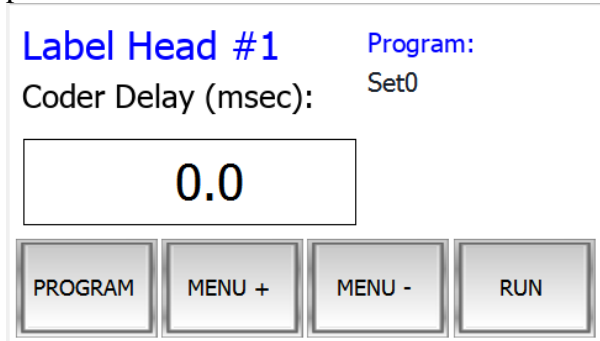 Label Head #1
Program:
Coder Delay (msec):
Set0
0.0
PROGRAM
MENU +
MENU -
RUN